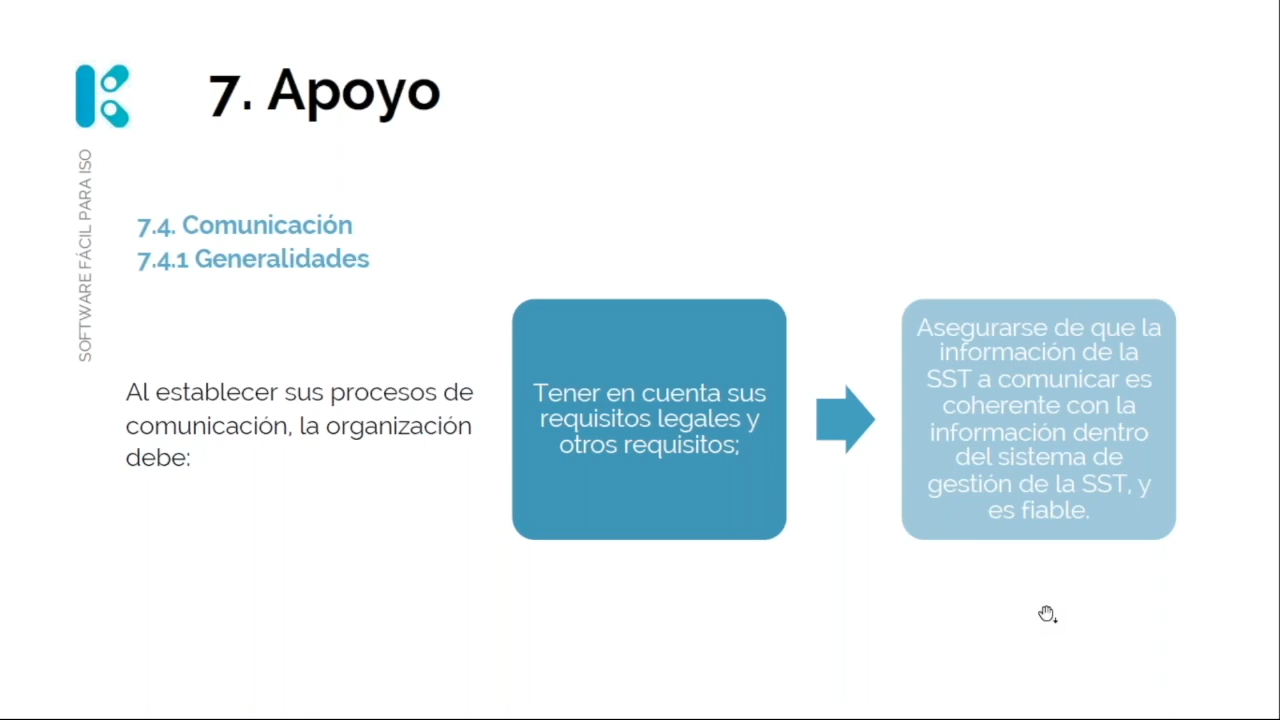 7. Apoyo
SOFTWARE FÁCIL PARA ISO
7.4. Comunicación
7.4.1 Generalidades
Al establecer sus procesos de
comunicación, la organización
debe:
Tener en cuenta sus
requisitos legales y
otros requisitos;
Asegurarse de que la
información de la
SST a comunicar es
coherente con la
información dentro
del sistema de
gestión de la SST, y
es fiable.